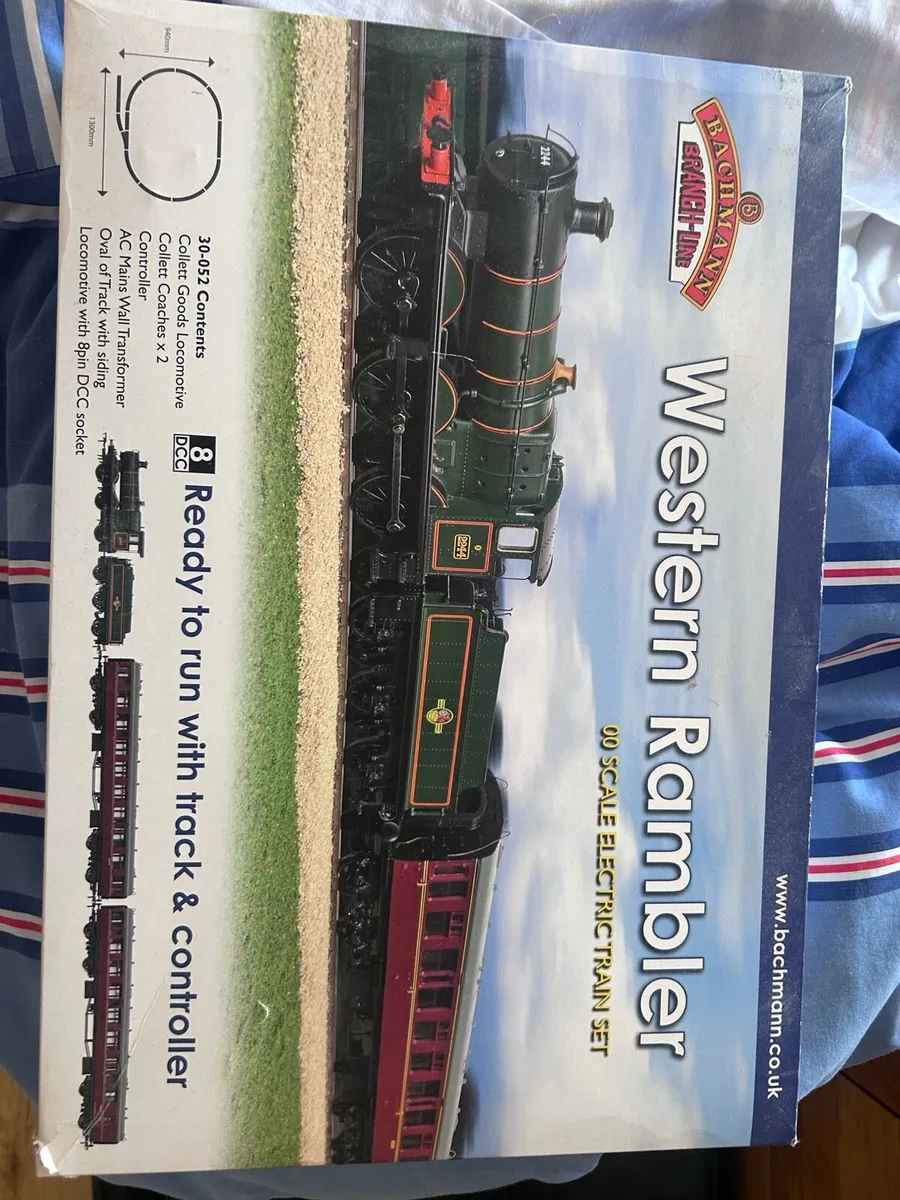 www.bachmann.co.uk
BACHMANN
BRANCH-LINE
Western Rambler
00 SCALE ELECTRIC TRAIN SET
2244
2244
30-052 Contents
Collett Goods Locomotive
Collett Coaches x 2
Controller
AC Mains Wall Transformer
Oval of Track with siding
Locomotive with 8pin DCC socket
8
DCC
Ready to run with track & controller
940mm
1300mm